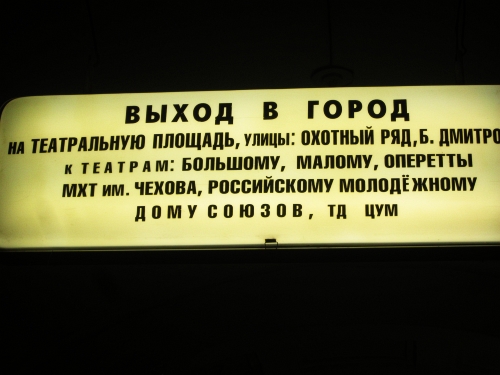 ВЫХОД В ГОРОД
НА ТЕАТРАЛЬНУЮ ПЛОЩАДЬ, УЛИЦЫ: ОХОТНЫЙ РЯД, Б. ДМИТРО
К ТЕАТРАМ: БОЛЬШОМУ, МАЛОМУ, ОПЕРЕТТЫ
МХТ ИМ. ЧЕХОВА, РОССИЙСКОМУ МОЛОДЁЖНОМУ
ДОМУ СОЮЗОВ, ТД ЦУМ